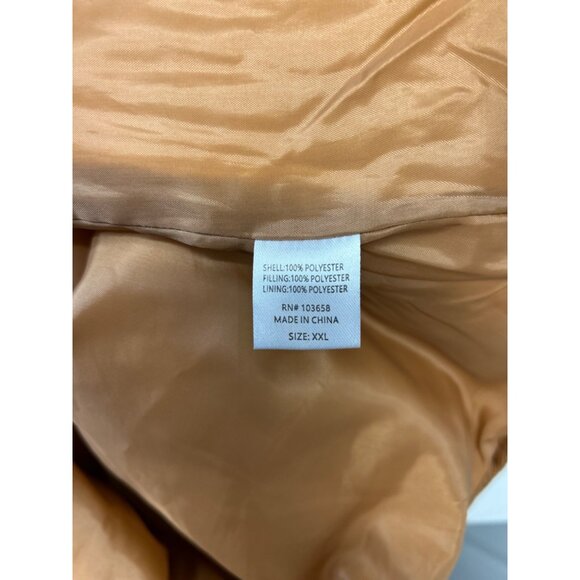 SHELL:100% POLYESTER
FILLING:100% POLYESTER
LINING:100% POLYESTER
RN# 103658
MADE IN CHINA
SIZE: XXL